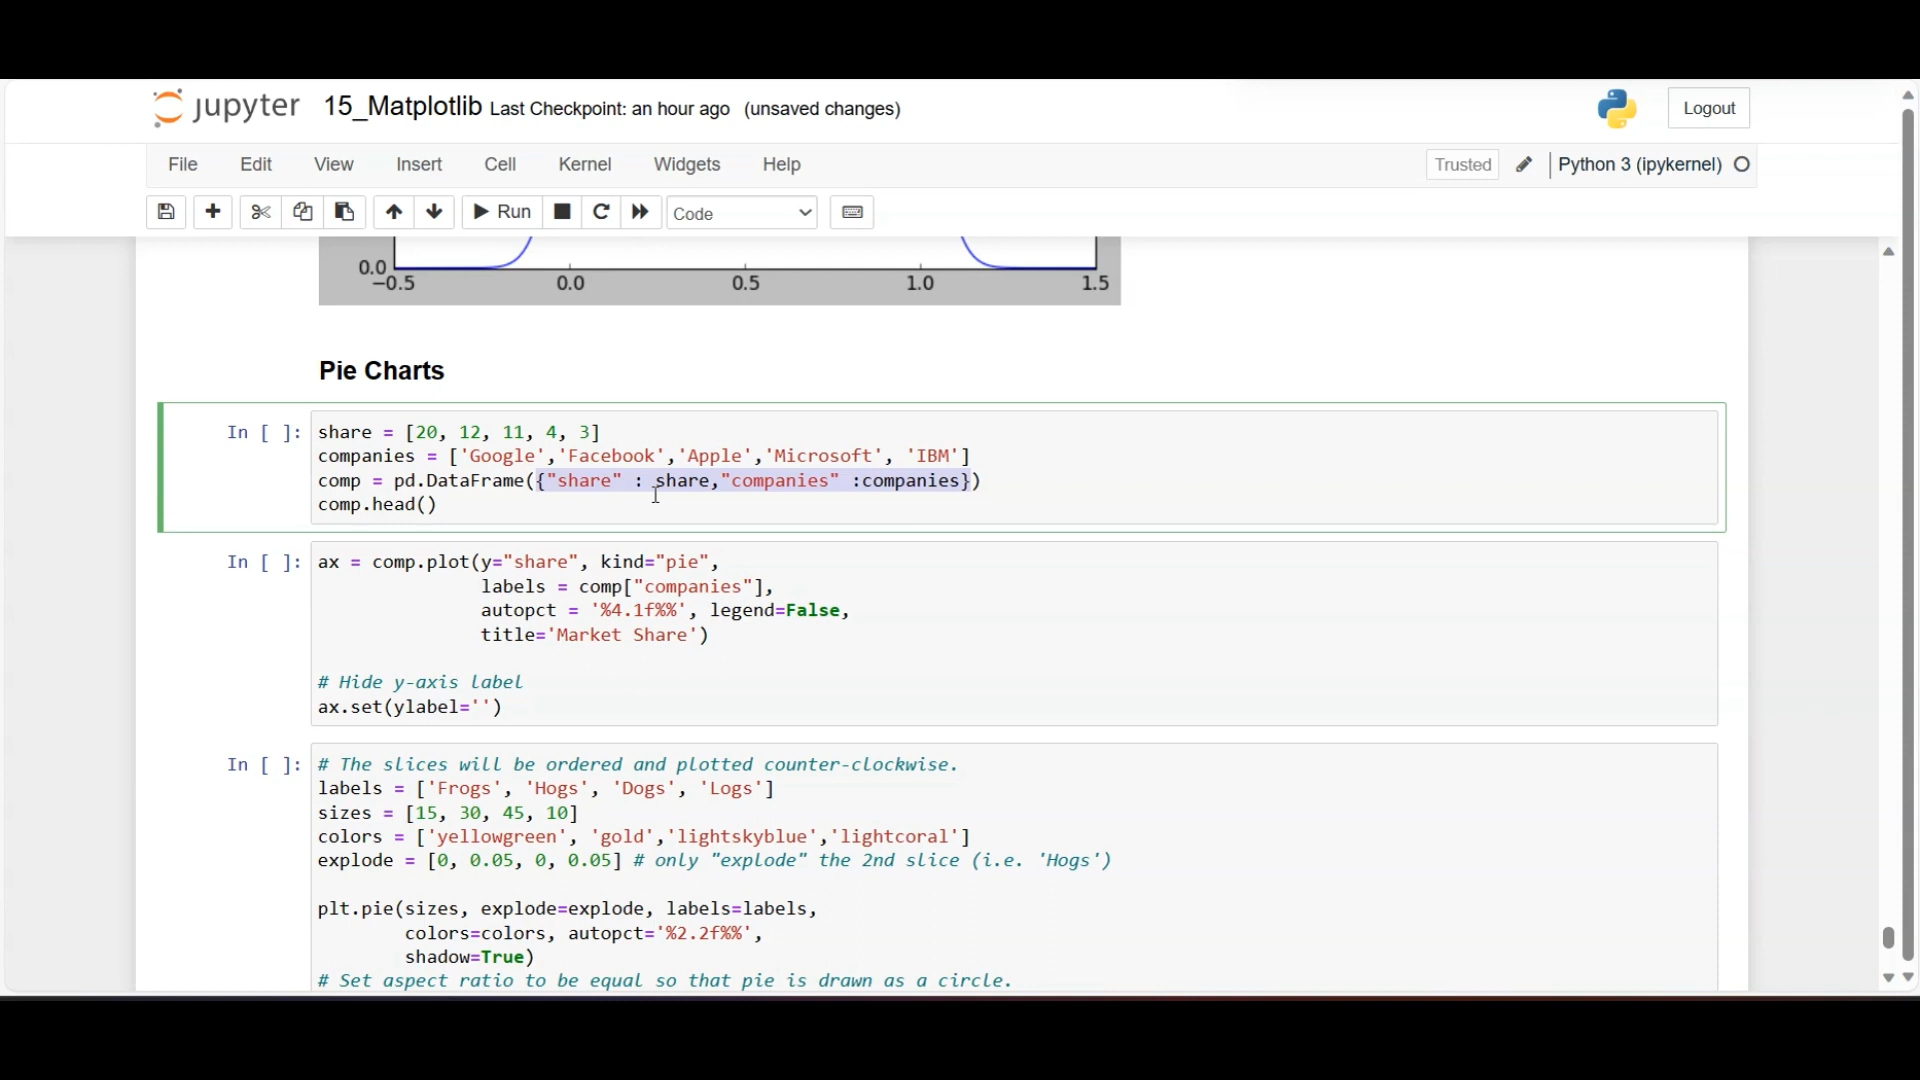 jupyter 15_Matplotlib Last Checkpoint: an hour ago (unsaved changes) Logout
File Edit View Insert Cell Kernel Widgets Help Trusted Python 3 (ipykernel)
Run Code
0.0
−0.5 0.0 0.5 1.0 1.5
Pie Charts
In [ ]: share = [20, 12, 11, 4, 3]
companies = ['Google','Facebook','Apple','Microsoft', 'IBM']
comp = pd.DataFrame({"share" : share,"companies" :companies})
comp.head()
In [ ]: ax = comp.plot(y="share", kind="pie",
labels = comp["companies"],
autopct = '%4.1f%%', legend=False,
title='Market Share')
# Hide y-axis label
ax.set(ylabel='')
In [ ]: # The slices will be ordered and plotted counter-clockwise.
labels = ['Frogs', 'Hogs', 'Dogs', 'Logs']
sizes = [15, 30, 45, 10]
colors = ['yellowgreen', 'gold','lightskyblue','lightcoral']
explode = [0, 0.05, 0, 0.05] # only "explode" the 2nd slice (i.e. 'Hogs')
plt.pie(sizes, explode=explode, labels=labels,
colors=colors, autopct='%2.2f%%',
shadow=True)
# Set aspect ratio to be equal so that pie is drawn as a circle.